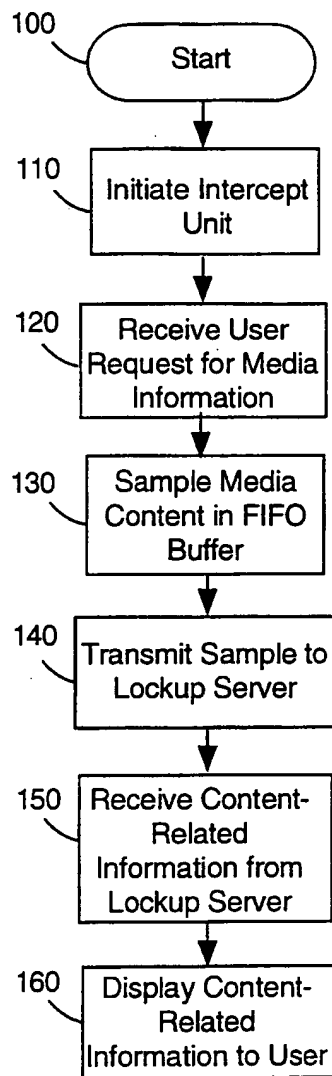 100
Start
110
Initiate Intercept
Unit
120
Receive User
Request for Media
Information
130
Sample Media
Content in FIFO
Buffer
140
Transmit Sample to
Lockup Server
150
Receive Content-
Related
Information from
Lockup Server
160
Display Content-
Related
Information to User